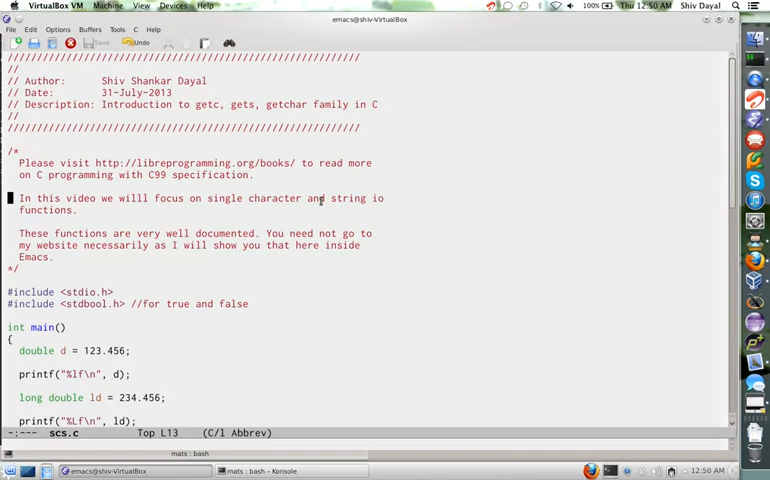 VirtualBox VM Machine View Devices Help
100% Thu 12:50 AM Shiv Dayal
emacs@shiv-VirtualBox
File Edit Options Buffers Tools C Help
Save Undo
////////////////////////////////////////////////////////////
//
// Author: Shiv Shankar Dayal
// Date: 31-July-2013
// Description: Introduction to getc, gets, getchar family in C
//
////////////////////////////////////////////////////////////
/*
Please visit http://libreprogramming.org/books/ to read more
on C programming with C99 specification.
In this video we willl focus on single character and string io
functions.
These functions are very well documented. You need not go to
my website necessarily as I will show you that here inside
Emacs.
*/
#include <stdio.h>
#include <stdbool.h> //for true and false
int main()
{
double d = 123.456;
printf("%lf\n", d);
long double ld = 234.456;
printf("%Lf\n", ld);
-:--- scs.c Top L13 (C/l Abbrev)
mats : bash
emacs@shiv-VirtualBox
mats : bash - Konsole
12:50 AM